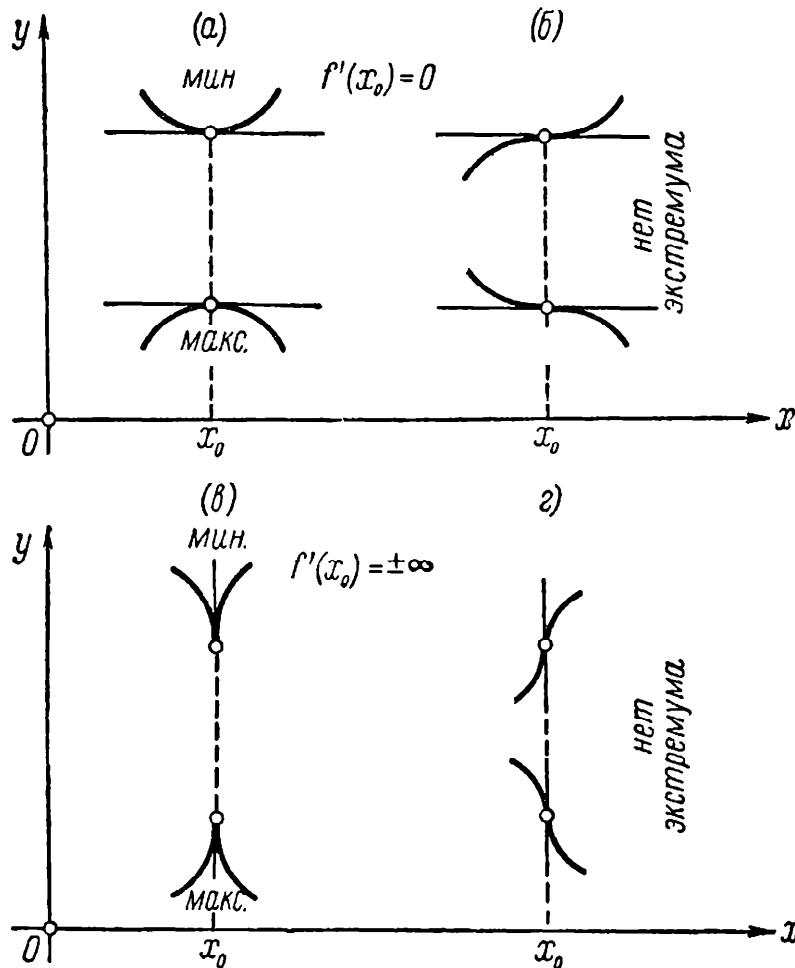 y
(а)
(б)
мин
f'(x₀)=0
нет
экстремума
макс.
0
x₀
x₀
x
(в)
г)
y
мин.
f'(x₀)=±∞
нет
экстремума
макс.
0
x₀
x₀
x